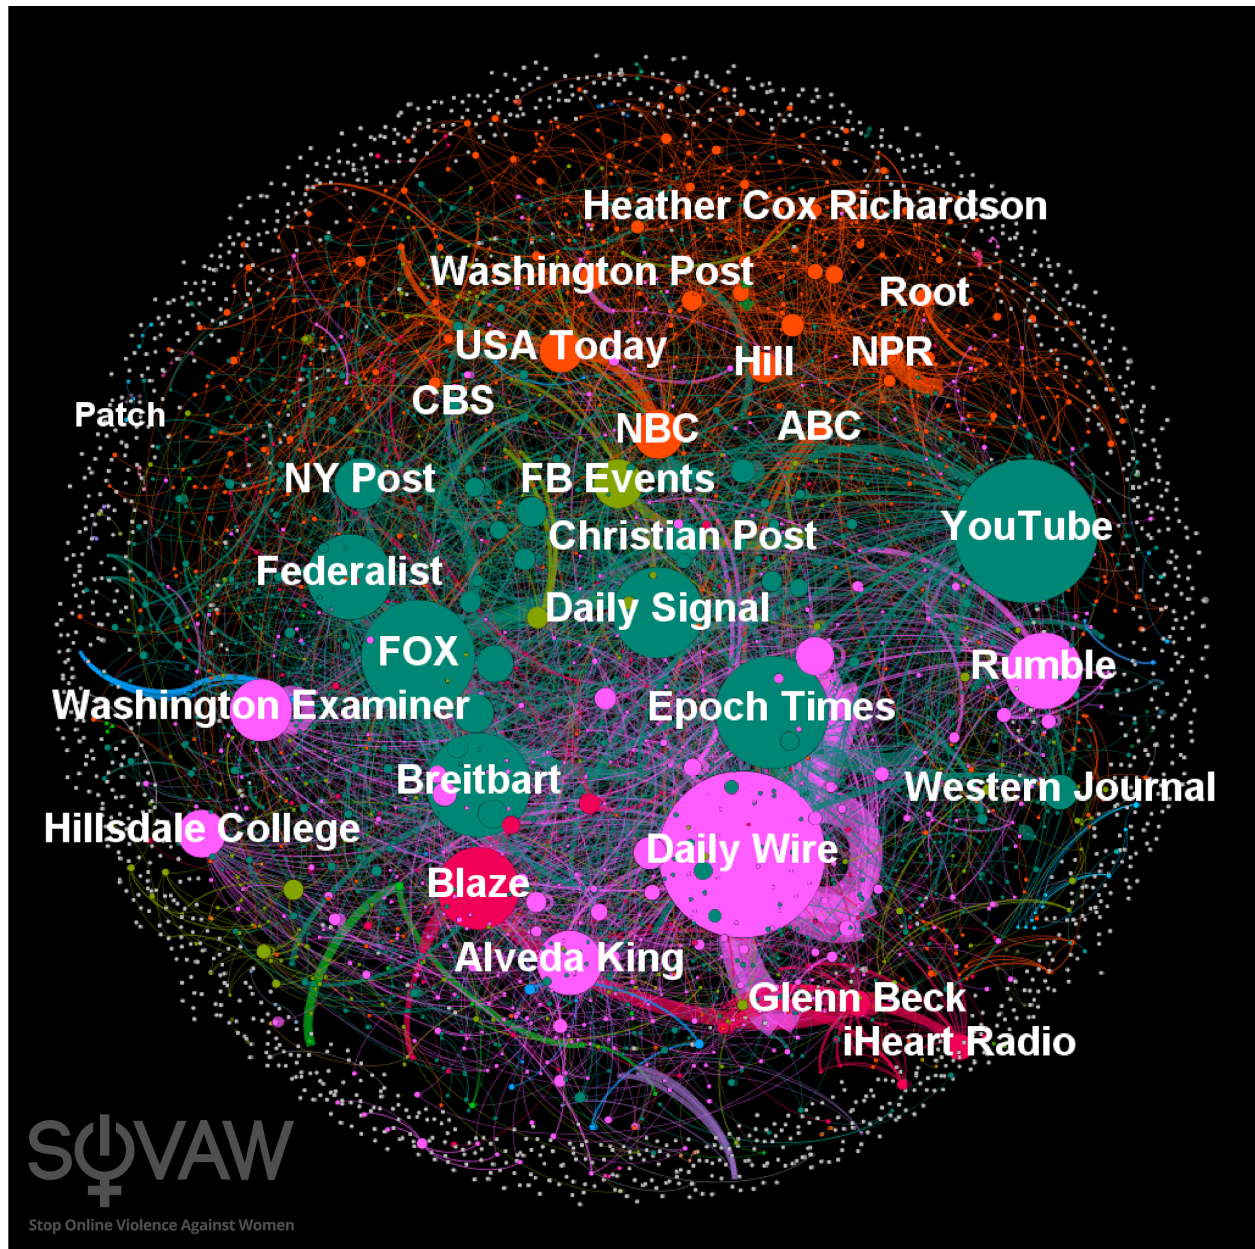 Heather Cox Richardson
Washington Post
Root
USA Today
Hill
NPR
CBS
Patch
NBC
ABC
NY Post
FB Events
YouTube
Christian Post
Federalist
Daily Signal
FOX
Rumble
Washington Examiner
Epoch Times
Breitbart
Western Journal
Hillsdale College
Daily Wire
Blaze
Alveda King
Glenn Beck
iHeart Radio
SOVAW
Stop Online Violence Against Women